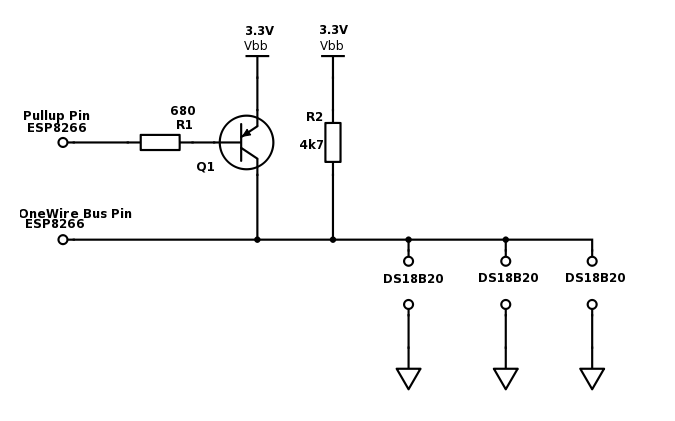 3.3V
Vbb
3.3V
Vbb
680
R1
Pullup Pin
ESP8266
R2
4k7
Q1
OneWire Bus Pin
ESP8266
DS18B20
DS18B20
DS18B20